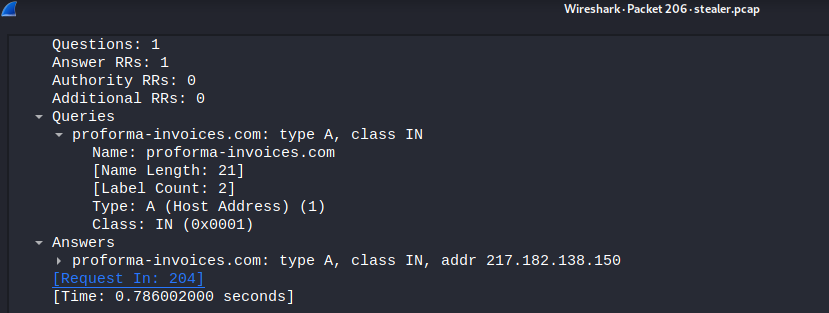 Wireshark · Packet 206 · stealer.pcap
Questions: 1
Answer RRs: 1
Authority RRs: 0
Additional RRs: 0
Queries
proforma-invoices.com: type A, class IN
Name: proforma-invoices.com
[Name Length: 21]
[Label Count: 2]
Type: A (Host Address) (1)
Class: IN (0x0001)
Answers
proforma-invoices.com: type A, class IN, addr 217.182.138.150
[Request In: 204]
[Time: 0.786002000 seconds]